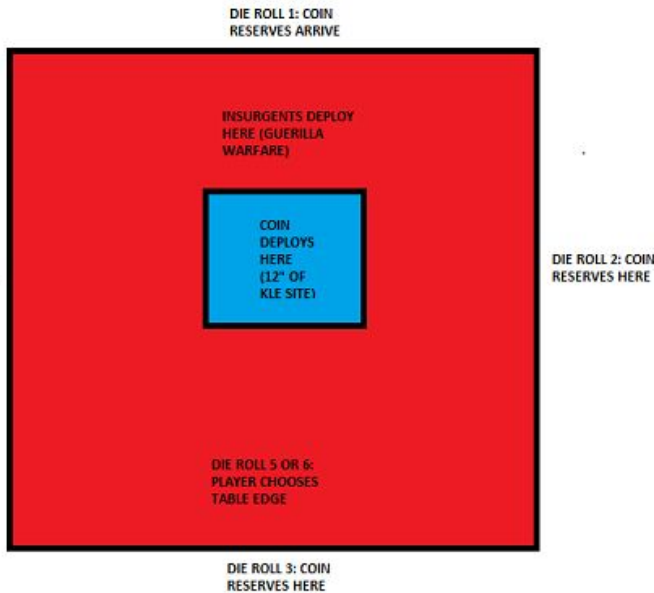 DIE ROLL 1: COIN
RESERVES ARRIVE
INSURGENTS DEPLOY
HERE (GUERILLA
WARFARE)
COIN
DEPLOYS
HERE
(12" OF
KLE SITE)
DIE ROLL 2: COIN
RESERVES HERE
DIE ROLL 5 OR 6:
PLAYER CHOOSES
TABLE EDGE
DIE ROLL 3: COIN
RESERVES HERE